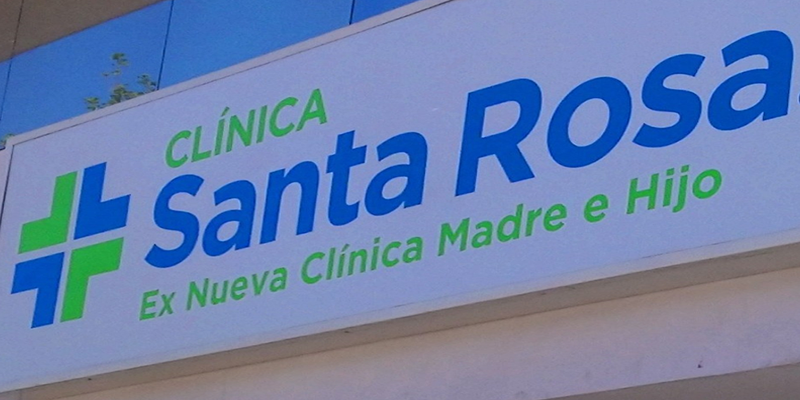 CLÍNICA
Santa Rosa
Ex Nueva Clínica Madre e Hijo